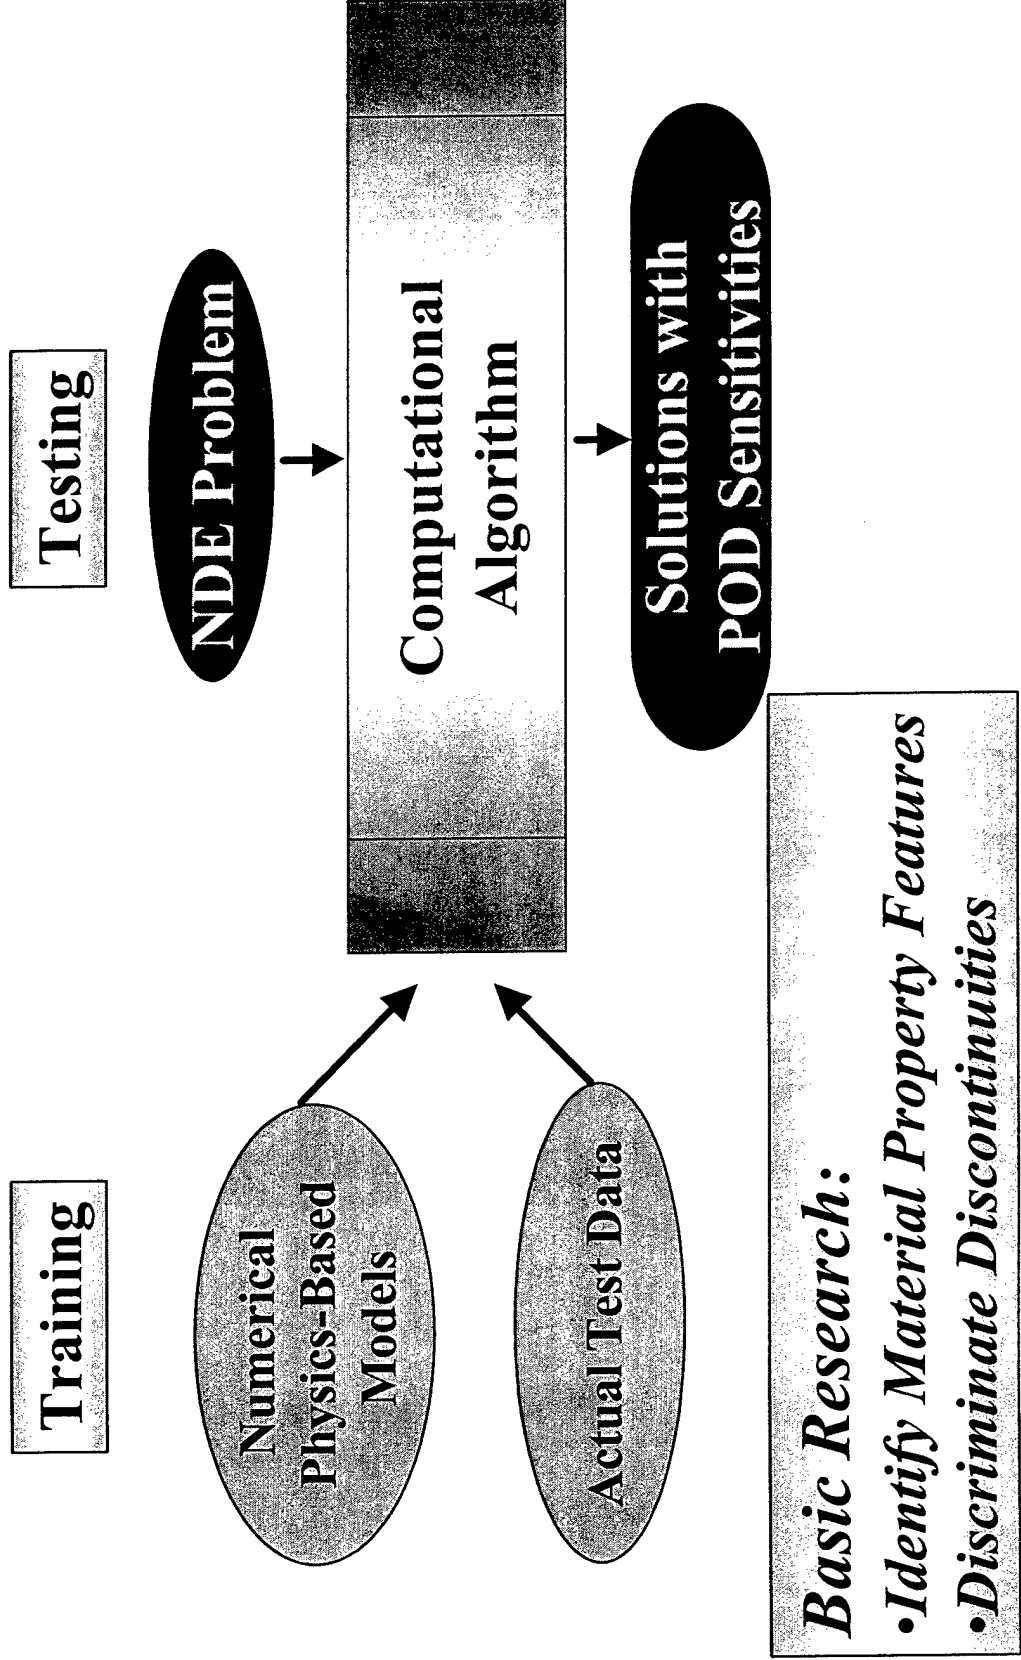 Training
Testing
Numerical
Physics-Based
Models
Actual Test Data
NDE Problem
Computational
Algorithm
Solutions with
POD Sensitivities
Basic Research:
•Identify Material Property Features
•Discriminate Discontinuities